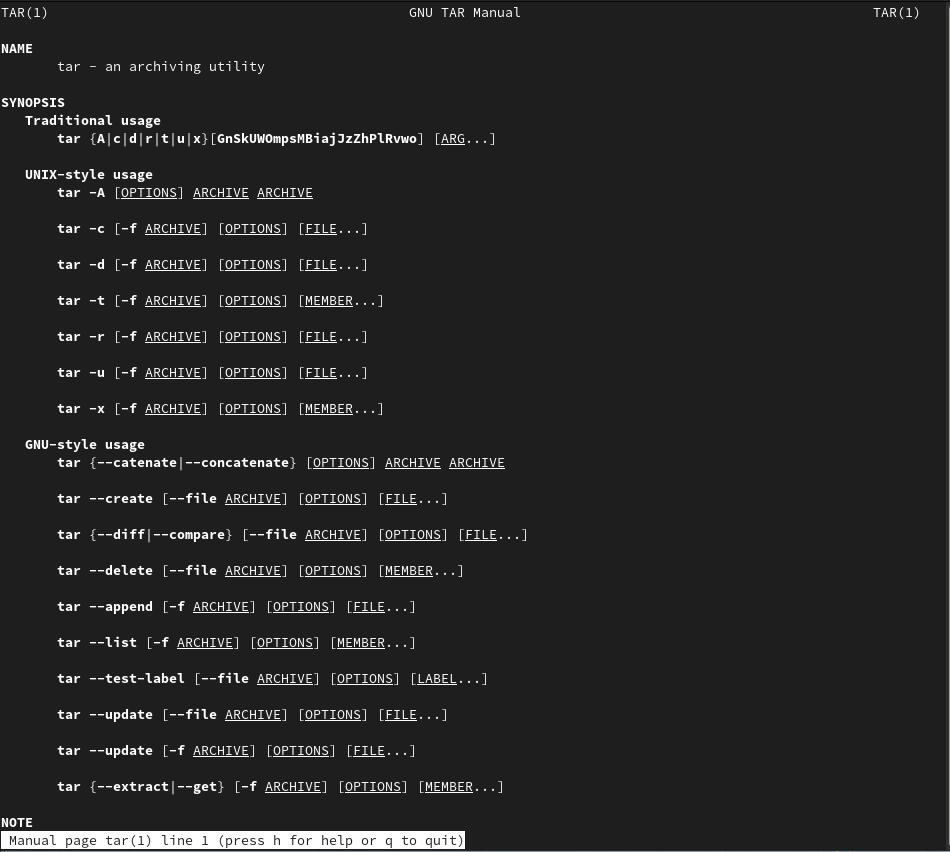 TAR(1) GNU TAR Manual TAR(1)
NAME
tar - an archiving utility
SYNOPSIS
Traditional usage
tar {A|c|d|r|t|u|x}[GnSkUWOmpsMBiajJzZhPlRvwo] [ARG...]
UNIX-style usage
tar -A [OPTIONS] ARCHIVE ARCHIVE
tar -c [-f ARCHIVE] [OPTIONS] [FILE...]
tar -d [-f ARCHIVE] [OPTIONS] [FILE...]
tar -t [-f ARCHIVE] [OPTIONS] [MEMBER...]
tar -r [-f ARCHIVE] [OPTIONS] [FILE...]
tar -u [-f ARCHIVE] [OPTIONS] [FILE...]
tar -x [-f ARCHIVE] [OPTIONS] [MEMBER...]
GNU-style usage
tar {--catenate|--concatenate} [OPTIONS] ARCHIVE ARCHIVE
tar --create [--file ARCHIVE] [OPTIONS] [FILE...]
tar {--diff|--compare} [--file ARCHIVE] [OPTIONS] [FILE...]
tar --delete [--file ARCHIVE] [OPTIONS] [MEMBER...]
tar --append [-f ARCHIVE] [OPTIONS] [FILE...]
tar --list [-f ARCHIVE] [OPTIONS] [MEMBER...]
tar --test-label [--file ARCHIVE] [OPTIONS] [LABEL...]
tar --update [--file ARCHIVE] [OPTIONS] [FILE...]
tar --update [-f ARCHIVE] [OPTIONS] [FILE...]
tar {--extract|--get} [-f ARCHIVE] [OPTIONS] [MEMBER...]
NOTE
Manual page tar(1) line 1 (press h for help or q to quit)